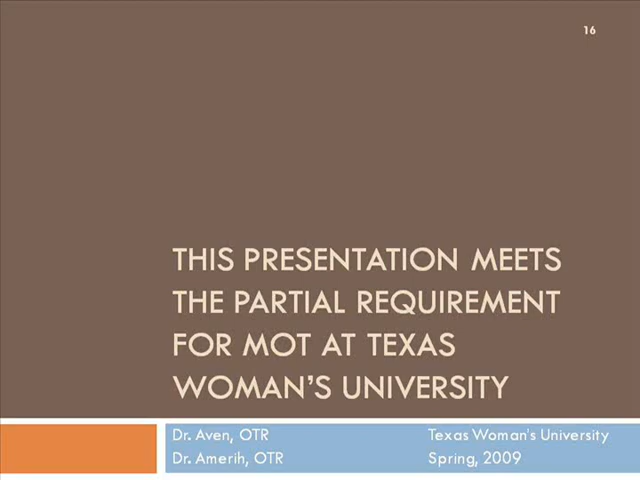 16
THIS PRESENTATION MEETS
THE PARTIAL REQUIREMENT
FOR MOT AT TEXAS
WOMAN'S UNIVERSITY
Dr. Aven, OTR Texas Woman's University
Dr. Amerih, OTR Spring, 2009